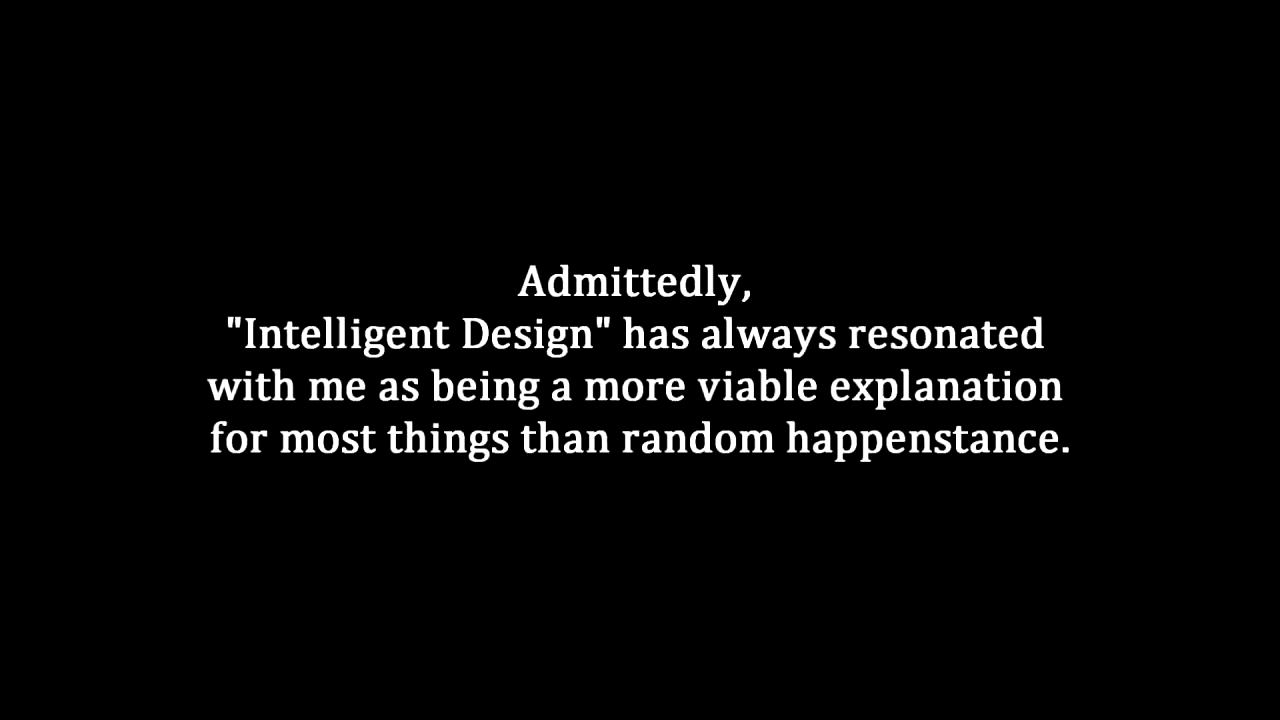 Admittedly,
"Intelligent Design" has always resonated
with me as being a more viable explanation
for most things than random happenstance.